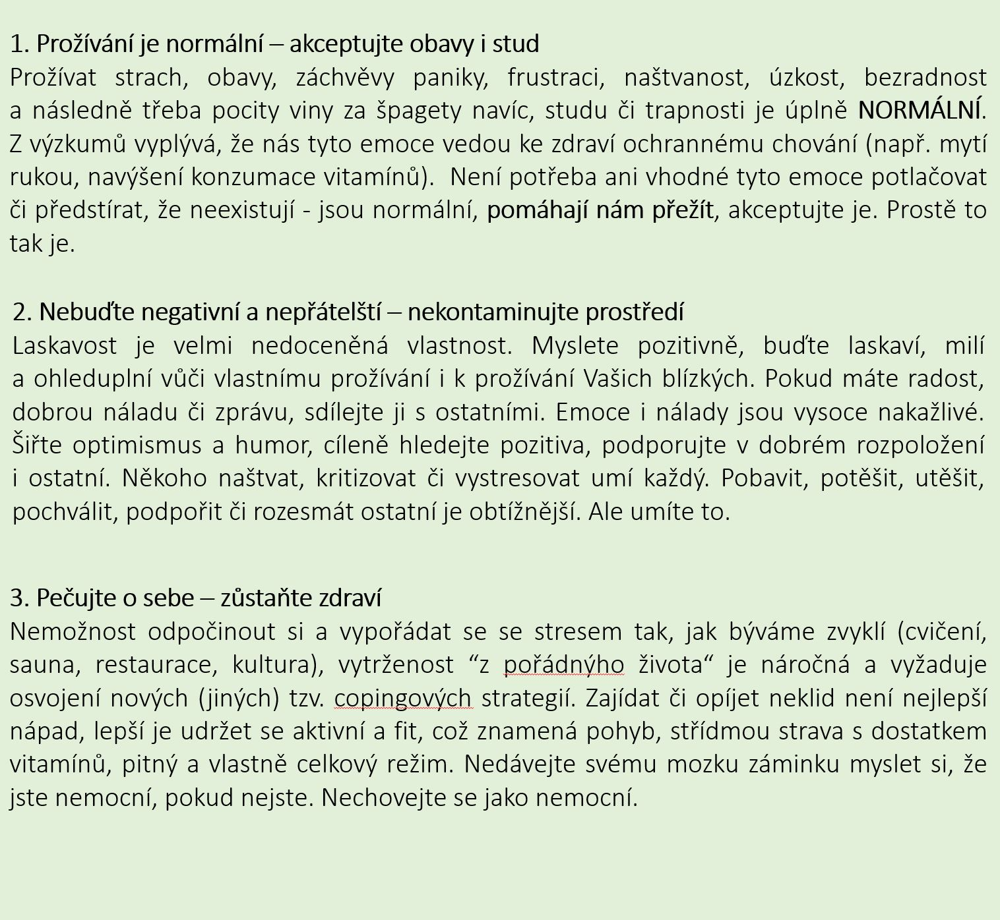 1. Prožívání je normální – akceptujte obavy i stud
Prožívat strach, obavy, záchvěvy paniky, frustraci, naštvanost, úzkost, bezradnost
a následně třeba pocity viny za špagety navíc, studu či trapnosti je úplně NORMÁLNÍ.
Z výzkumů vyplývá, že nás tyto emoce vedou ke zdraví ochrannému chování (např. mytí
rukou, navýšení konzumace vitamínů).  Není potřeba ani vhodné tyto emoce potlačovat
či předstírat, že neexistují - jsou normální, pomáhají nám přežít, akceptujte je. Prostě to
tak je.
2. Nebuďte negativní a nepřátelští – nekontaminujte prostředí
Laskavost je velmi nedoceněná vlastnost. Myslete pozitivně, buďte laskaví, milí
a ohleduplní vůči vlastnímu prožívání i k prožívání Vašich blízkých. Pokud máte radost,
dobrou náladu či zprávu, sdílejte ji s ostatními. Emoce i nálady jsou vysoce nakažlivé.
Šiřte optimismus a humor, cíleně hledejte pozitiva, podporujte v dobrém rozpoložení
i ostatní. Někoho naštvat, kritizovat či vystresovat umí každý. Pobavit, potěšit, utěšit,
pochválit, podpořit či rozesmát ostatní je obtížnější. Ale umíte to.
3. Pečujte o sebe – zůstaňte zdraví
Nemožnost odpočinout si a vypořádat se se stresem tak, jak býváme zvyklí (cvičení,
sauna, restaurace, kultura), vytrženost “z pořádnýho života“ je náročná a vyžaduje
osvojení nových (jiných) tzv. copingových strategií. Zajídat či opíjet neklid není nejlepší
nápad, lepší je udržet se aktivní a fit, což znamená pohyb, střídmou strava s dostatkem
vitamínů, pitný a vlastně celkový režim. Nedávejte svému mozku záminku myslet si, že
jste nemocní, pokud nejste. Nechovejte se jako nemocní.